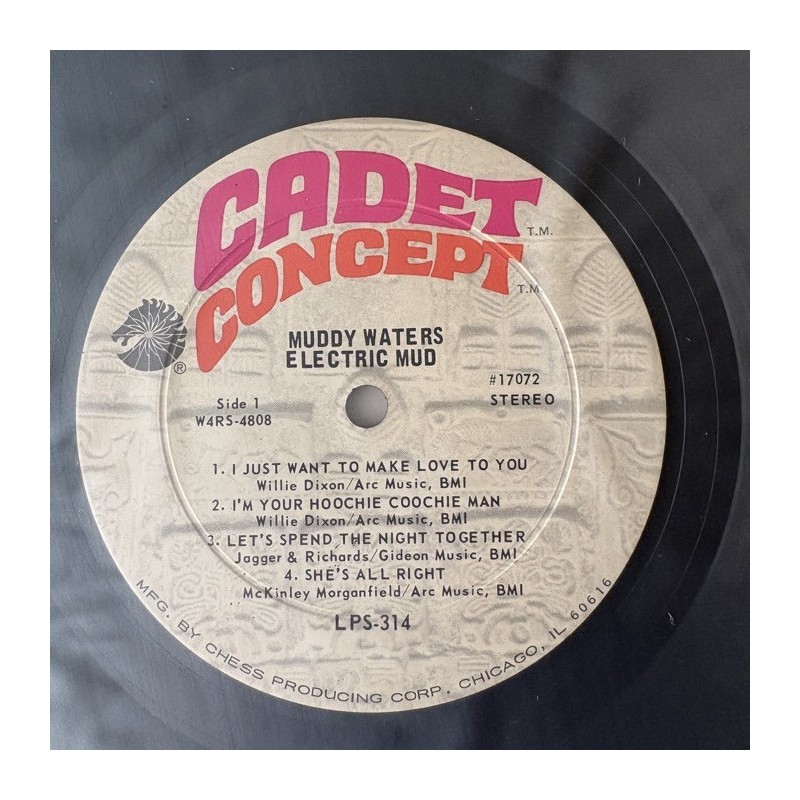 CADET T.M.
CONCEPT T.M.
®
MUDDY WATERS
ELECTRIC MUD
#17072
Side 1 STEREO
W4RS-4808
1. I JUST WANT TO MAKE LOVE TO YOU
Willie Dixon/Arc Music, BMI
2. I'M YOUR HOOCHIE COOCHIE MAN
Willie Dixon/Arc Music, BMI
3. LET'S SPEND THE NIGHT TOGETHER
Jagger & Richards/Gideon Music, BMI
4. SHE'S ALL RIGHT
McKinley Morganfield/Arc Music, BMI
LPS-314
MFG. BY CHESS PRODUCING CORP. CHICAGO, IL 60616